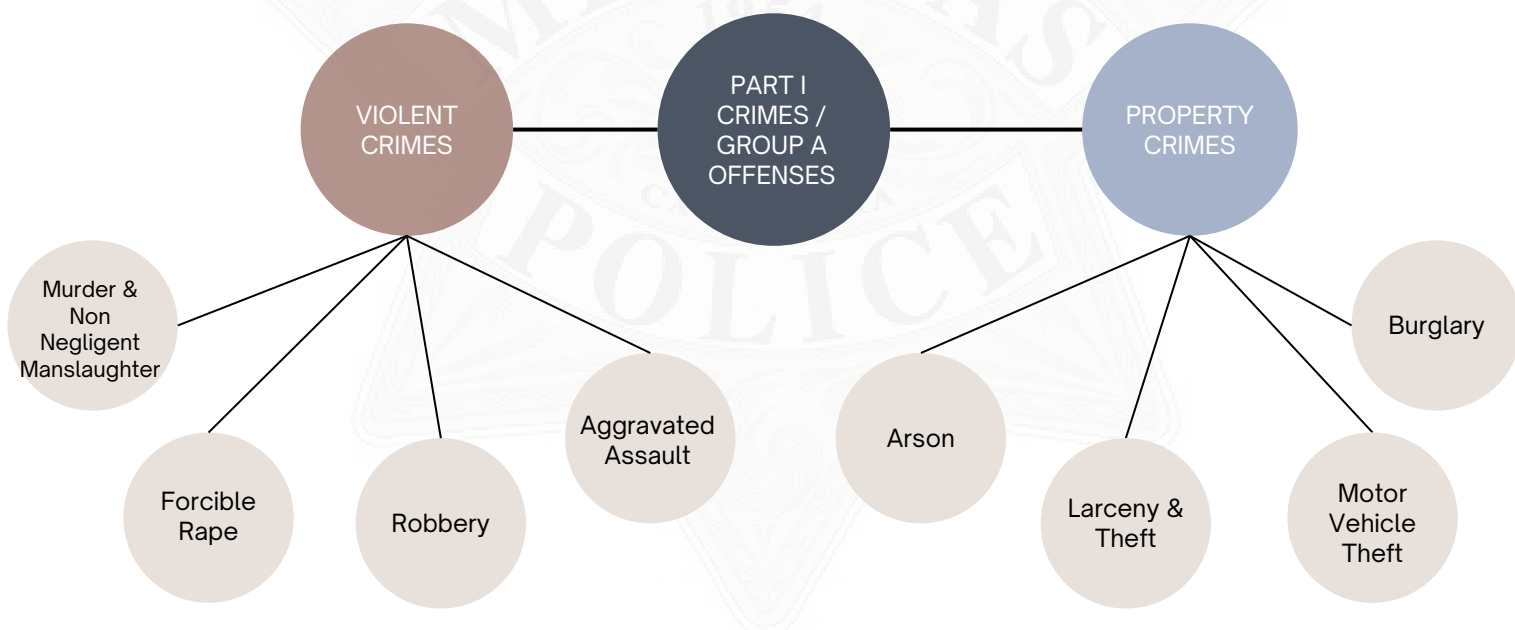 VIOLENT
CRIMES
PART I
CRIMES /
GROUP A
OFFENSES
PROPERTY
CRIMES
Murder &
Non
Negligent
Manslaughter
Forcible
Rape
Robbery
Aggravated
Assault
Arson
Larceny &
Theft
Motor
Vehicle
Theft
Burglary
POLICE